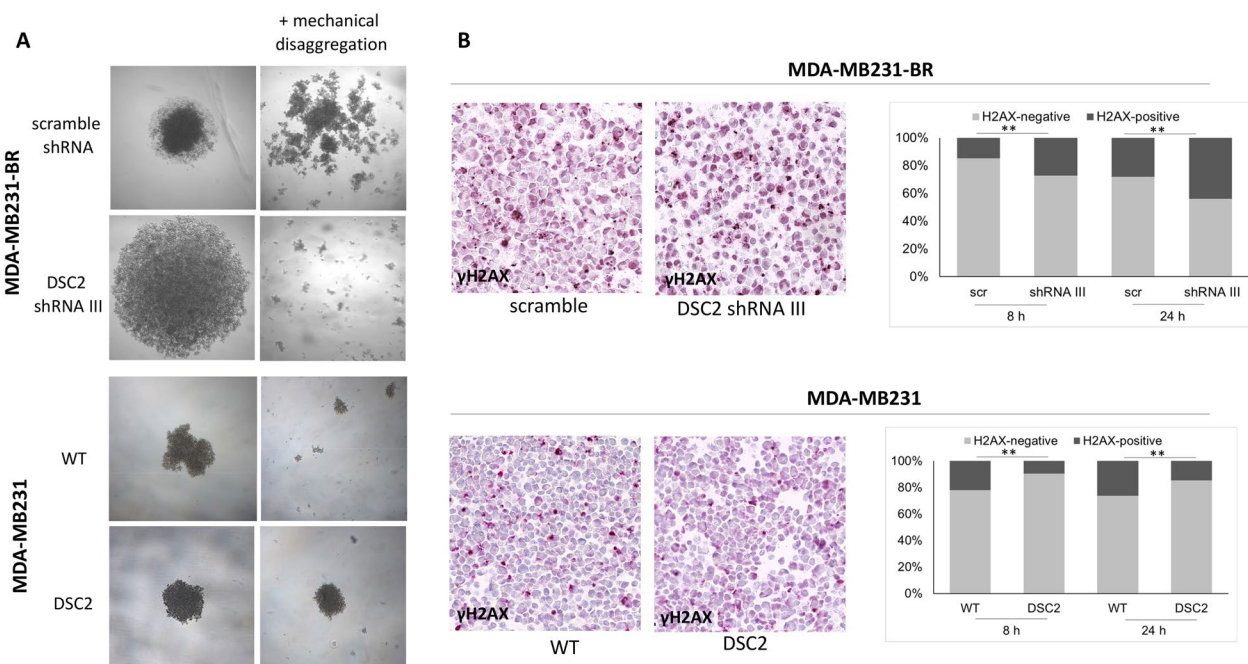 A
+ mechanical
disaggregation
MDA-MB231-BR
scramble
shRNA
DSC2
shRNA III
MDA-MB231
WT
DSC2
B
MDA-MB231-BR
γH2AX
scramble
γH2AX
DSC2 shRNA III
H2AX-negative H2AX-positive
** **
100%
80%
60%
40%
20%
0%
scr shRNA III scr shRNA III
8 h 24 h
MDA-MB231
γH2AX
WT
γH2AX
DSC2
H2AX-negative H2AX-positive
** **
100%
80%
60%
40%
20%
0%
WT DSC2 WT DSC2
8 h 24 h